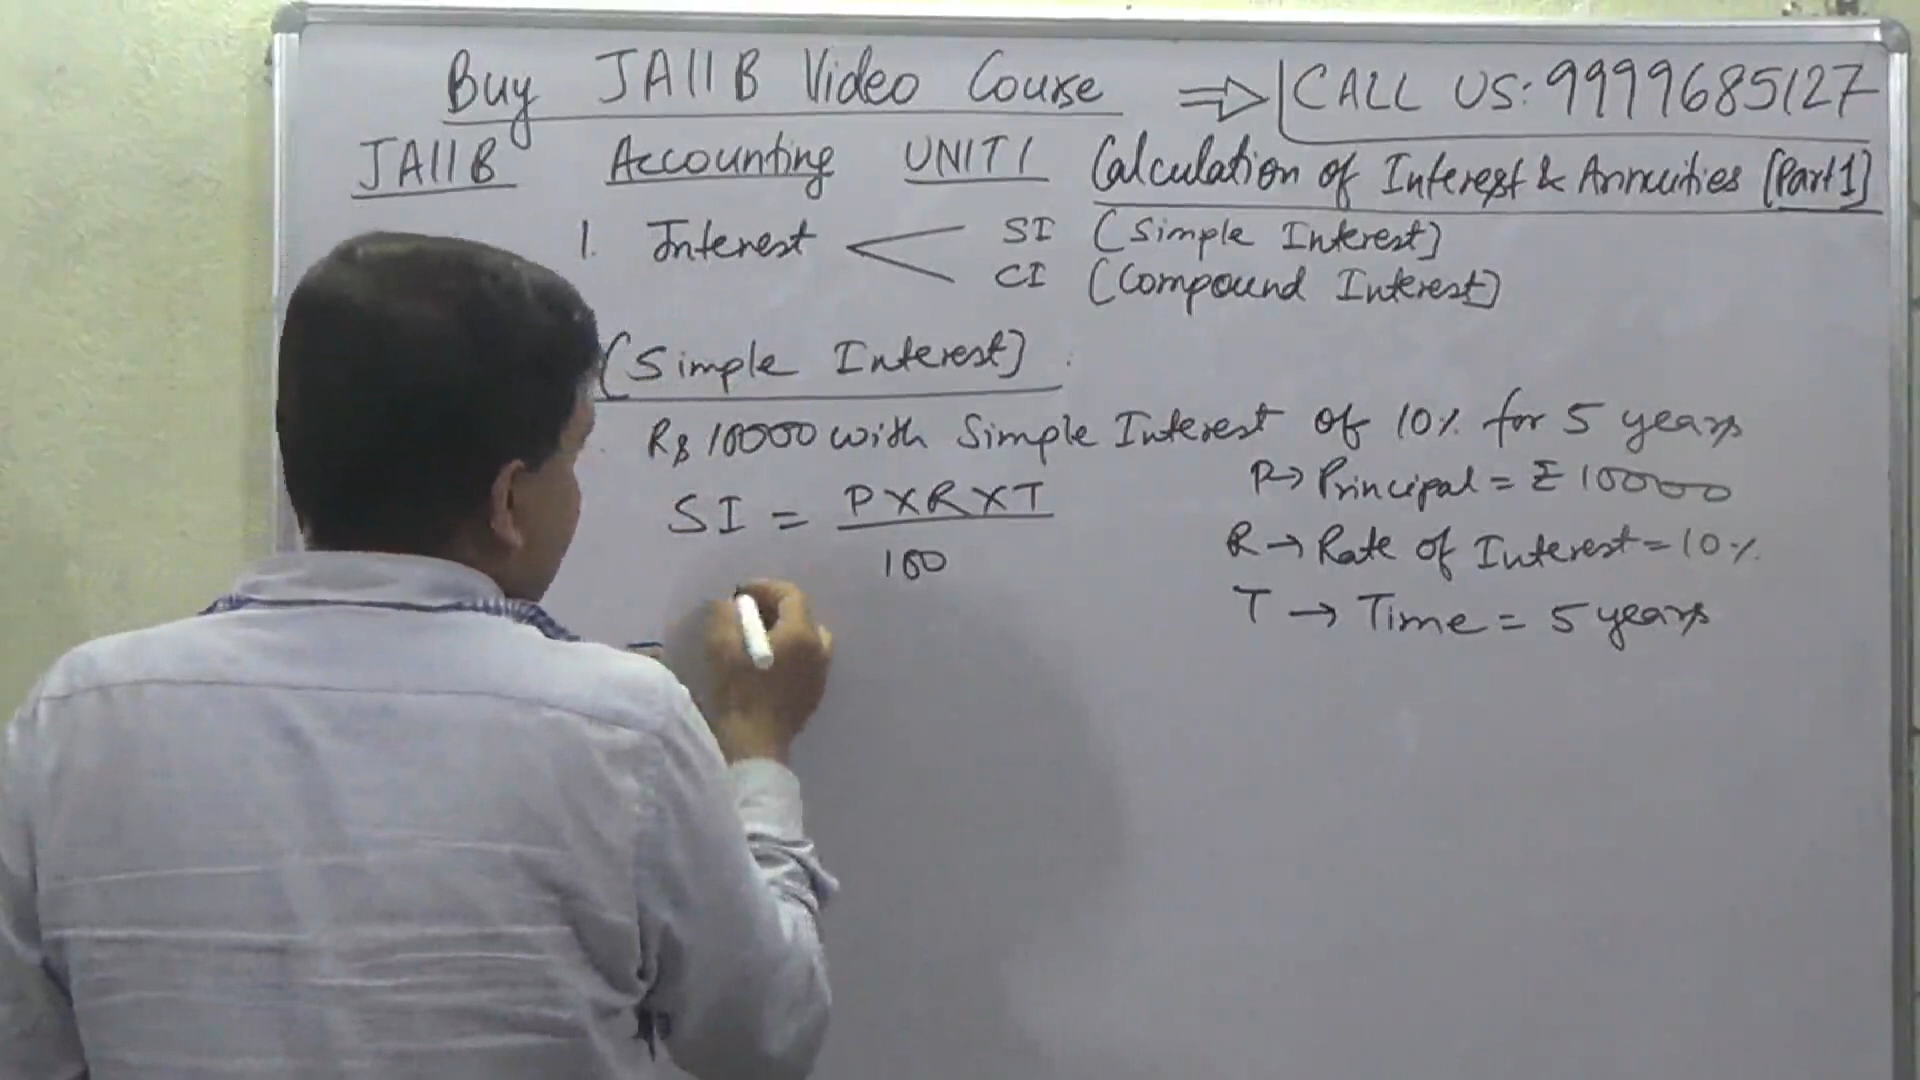 Buy JAIIB Video Course ⇒ CALL US: 9999685127
JAIIB Accounting UNIT 1 Calculation of Interest & Annuities (Part 1)
1. Interest < SI (Simple Interest)
CI (Compound Interest)
(Simple Interest)
Rs 10000 with Simple Interest of 10% for 5 years
P → Principal = ₹ 10000
SI = P X R X T
100
R → Rate of Interest = 10%
T → Time = 5 years